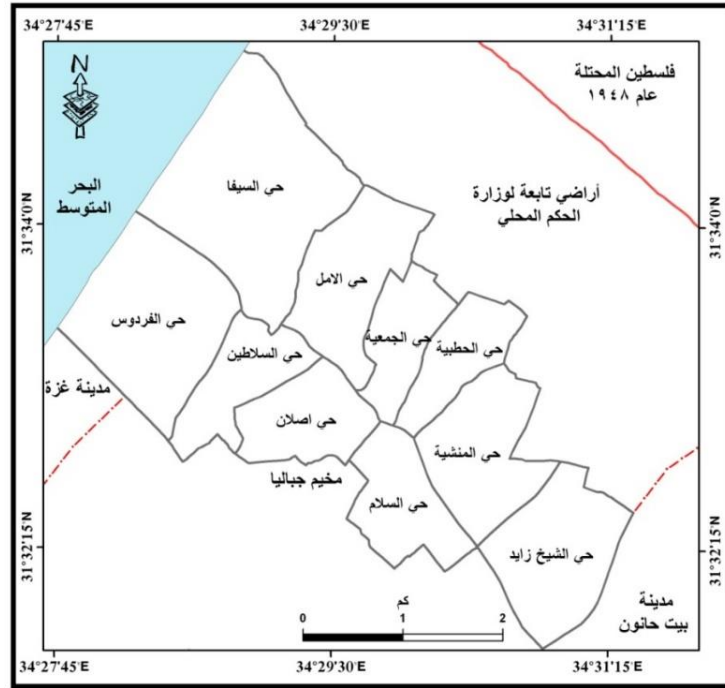 34°27'45"
34°29'30"
34°31'15"
N
فلسطين المحتلة
عام ١٩٤٨
البحر
المتوسط
حي السيفا
أراضي تابعة لوزارة
الحكم المحلي
31°34'0"N
31°34'0"N
حي الامل
حي الفردوس
حي الجمعية
حي الحطبية
حي السلاطين
مدينة غزة
حي اصلان
حي المنشية
مخيم جباليا
حي السلام
حي الشيخ زايد
31°32'15"N
31°32'15"N
مدينة
بيت حانون
كم
0 1 2
34°27'45"
34°29'30"
34°31'15"